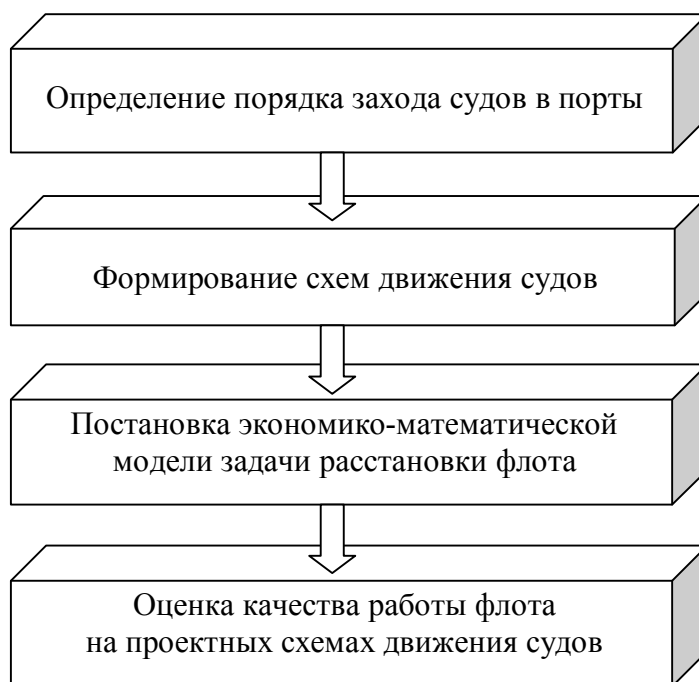 Определение порядка захода судов в порты
Формирование схем движения судов
Постановка экономико-математической
модели задачи расстановки флота
Оценка качества работы флота
на проектных схемах движения судов